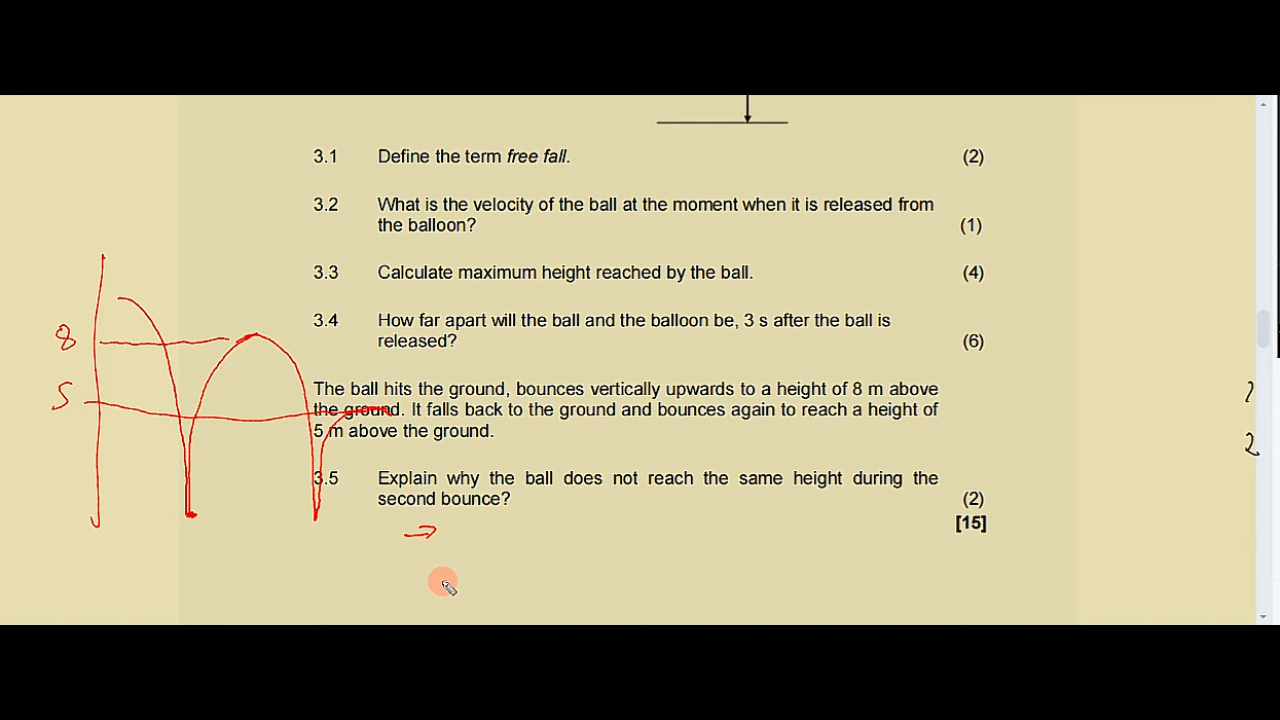 3.1 Define the term free fall. (2)
3.2 What is the velocity of the ball at the moment when it is released from
the balloon? (1)
3.3 Calculate maximum height reached by the ball. (4)
3.4 How far apart will the ball and the balloon be, 3 s after the ball is
released? (6)
8
5
The ball hits the ground, bounces vertically upwards to a height of 8 m above
the ground. It falls back to the ground and bounces again to reach a height of
5 m above the ground.
2
3.5 Explain why the ball does not reach the same height during the
second bounce? (2)
[15]